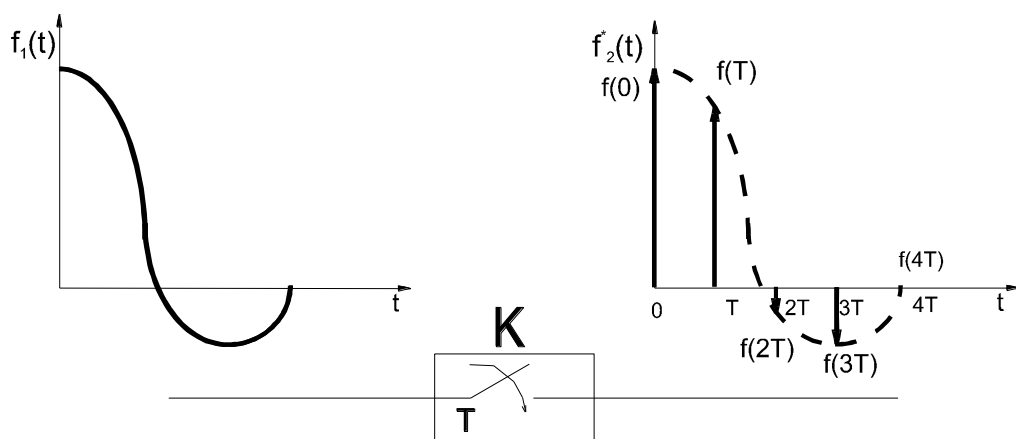 f₁(t)
t
f*₂(t)
f(0)
f(T)
f(4T)
0
T
2T
3T
4T
t
f(2T)
f(3T)
K
T